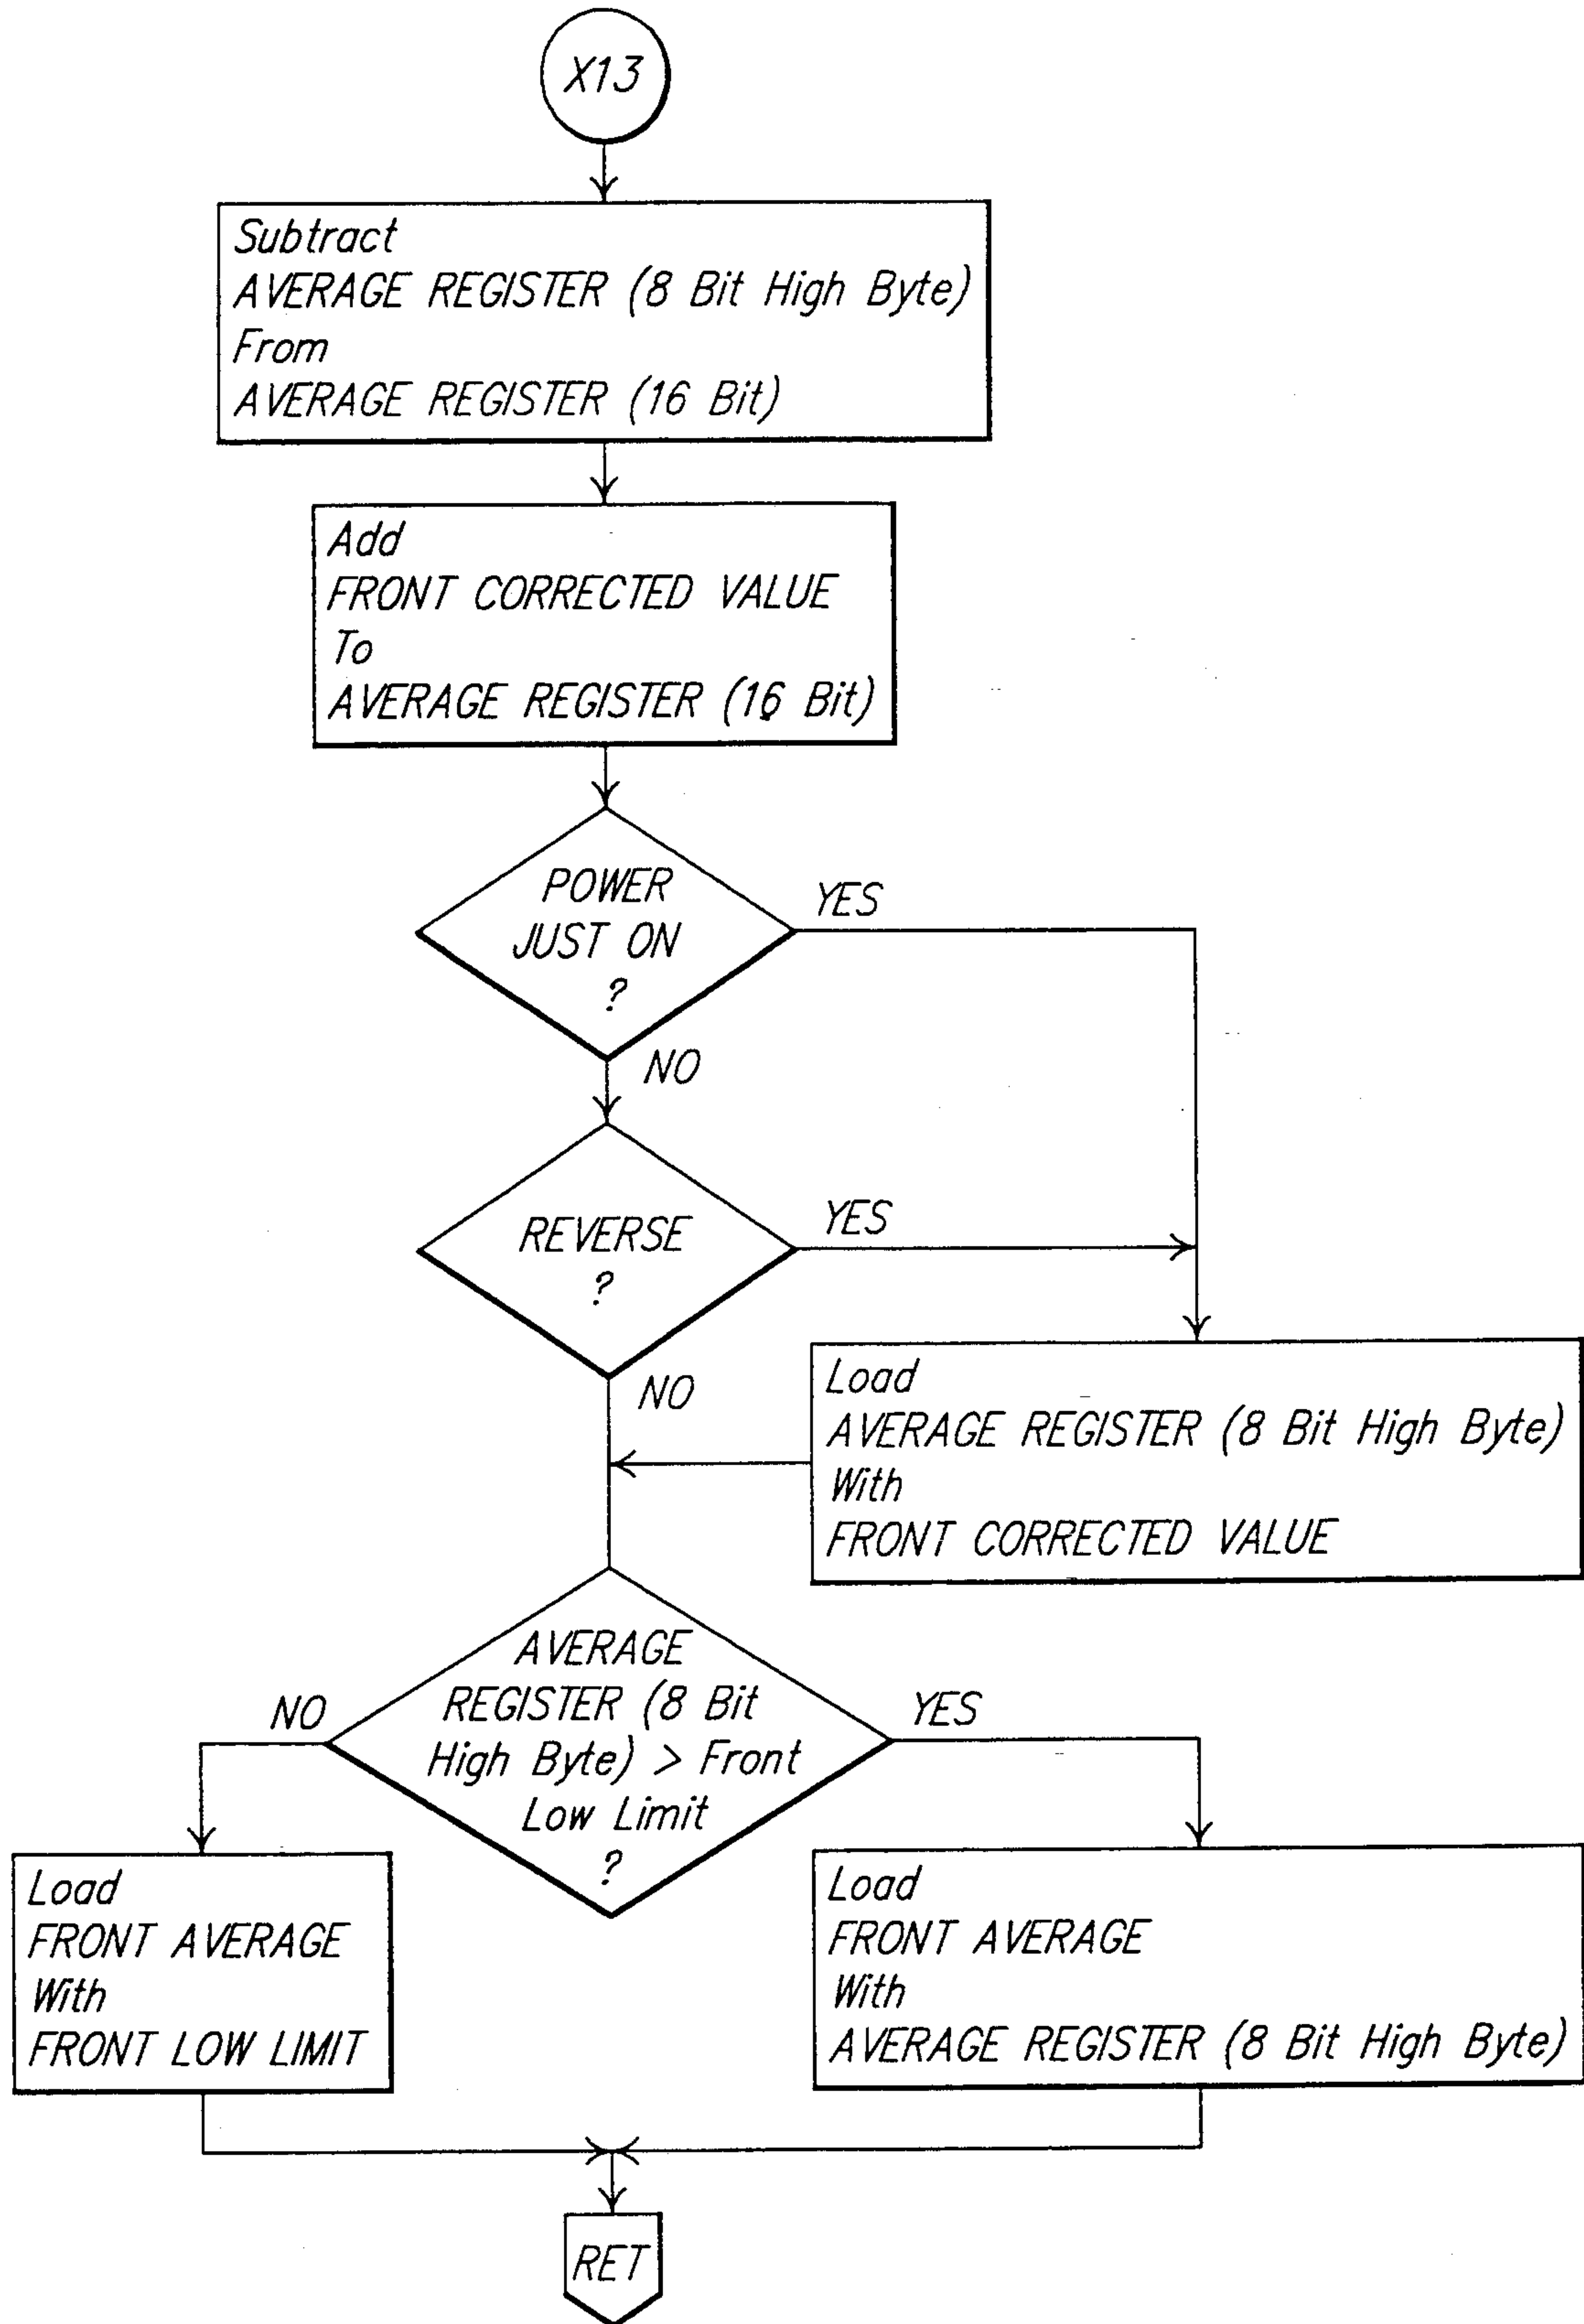 X13
Subtract
AVERAGE REGISTER (8 Bit High Byte)
From
AVERAGE REGISTER (16 Bit)
Add
FRONT CORRECTED VALUE
To
AVERAGE REGISTER (16 Bit)
POWER
JUST ON
?
YES
NO
REVERSE
?
YES
NO
Load
AVERAGE REGISTER (8 Bit High Byte)
With
FRONT CORRECTED VALUE
AVERAGE
REGISTER (8 Bit
High Byte) > Front
Low Limit
?
NO
YES
Load
FRONT AVERAGE
With
FRONT LOW LIMIT
Load
FRONT AVERAGE
With
AVERAGE REGISTER (8 Bit High Byte)
RET